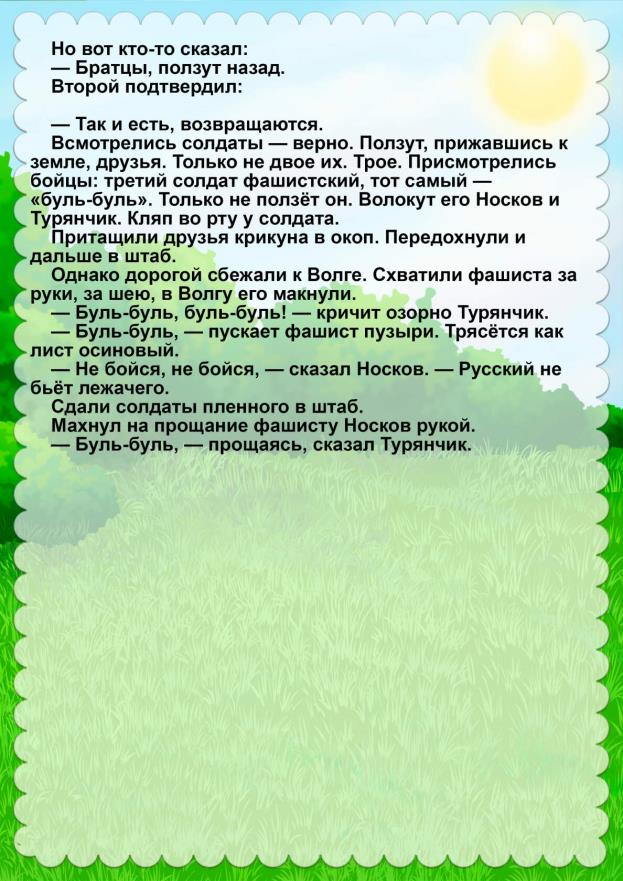 Но вот кто-то сказал:
— Братцы, ползут назад.
Второй подтвердил:
— Так и есть, возвращаются.
Всмотрелись солдаты — верно. Ползут, прижавшись к
земле, друзья. Только не двое их. Трое. Присмотрелись
бойцы: третий солдат фашистский, тот самый —
«буль-буль». Только не ползёт он. Волокут его Носков и
Турянчик. Кляп во рту у солдата.
Притащили друзья крикуна в окоп. Передохнули и
дальше в штаб.
Однако дорогой сбежали к Волге. Схватили фашиста за
руки, за шею, в Волгу его макнули.
— Буль-буль, буль-буль! — кричит озорно Турянчик.
— Буль-буль, — пускает фашист пузыри. Трясётся как
лист осиновый.
— Не бойся, не бойся, — сказал Носков. — Русский не
бьёт лежачего.
Сдали солдаты пленного в штаб.
Махнул на прощание фашисту Носков рукой.
— Буль-буль, — прощаясь, сказал Турянчик.